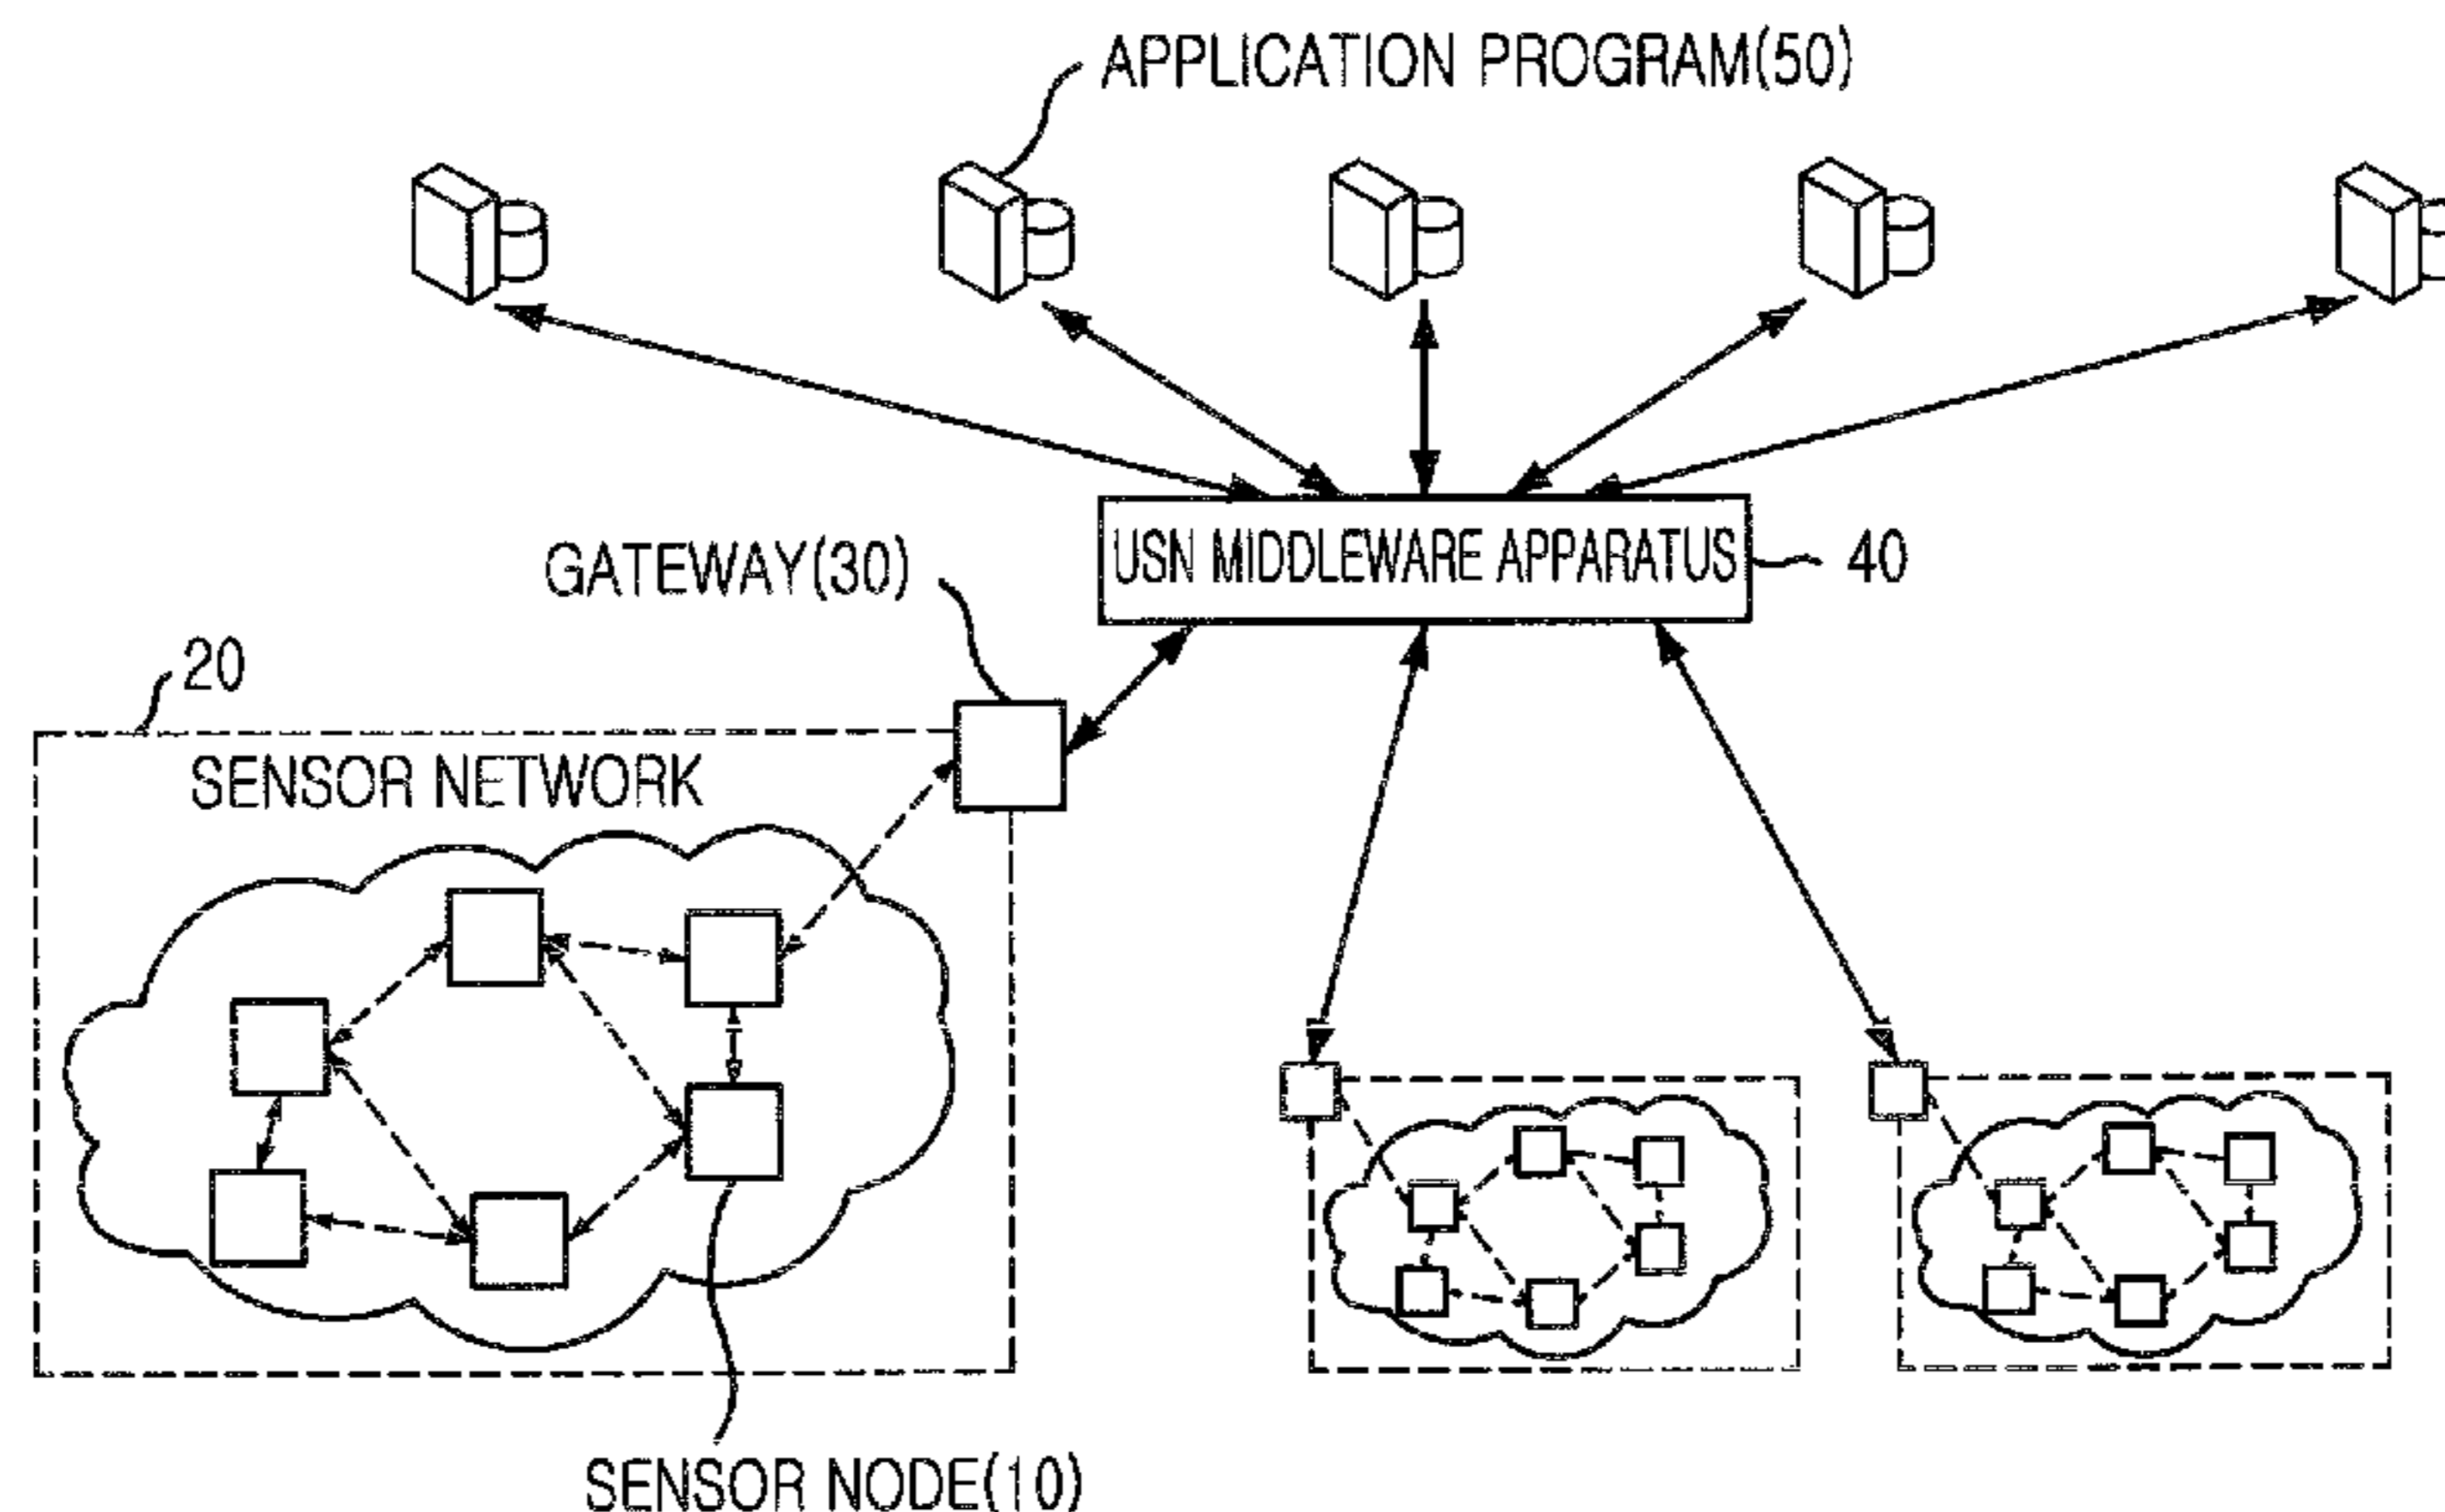 APPLICATION PROGRAM(50)
USN MIDDLEWARE APPARATUS
40
GATEWAY(30)
20
SENSOR NETWORK
SENSOR NODE(10)